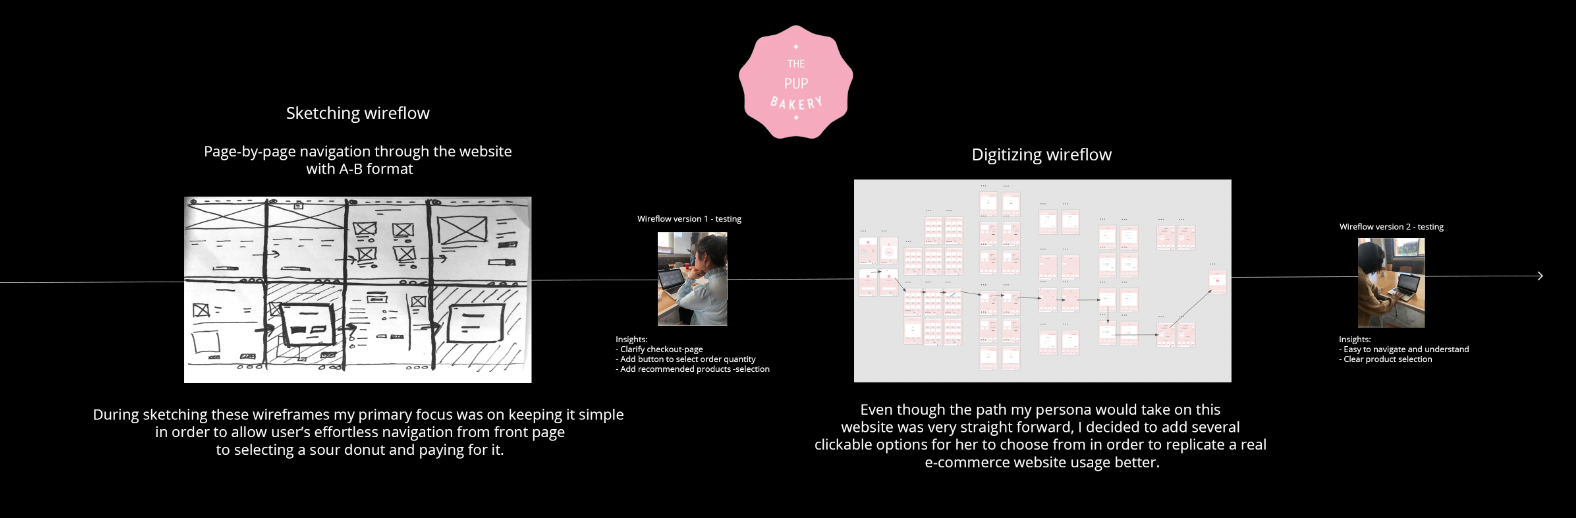 THE
PUP
BAKERY
Sketching wireflow
Page-by-page navigation through the website
with A-B format
Wireflow version 1 - testing
Insights:
- Clarify checkout-page
- Add button to select order quantity
- Add recommended products -selection
During sketching these wireframes my primary focus was on keeping it simple
in order to allow user's effortless navigation from front page
to selecting a sour donut and paying for it.
Digitizing wireflow
Even though the path my persona would take on this
website was very straight forward, I decided to add several
clickable options for her to choose from in order to replicate a real
e-commerce website usage better.
Wireflow version 2 - testing
Insights:
- Easy to navigate and understand
- Clear product selection